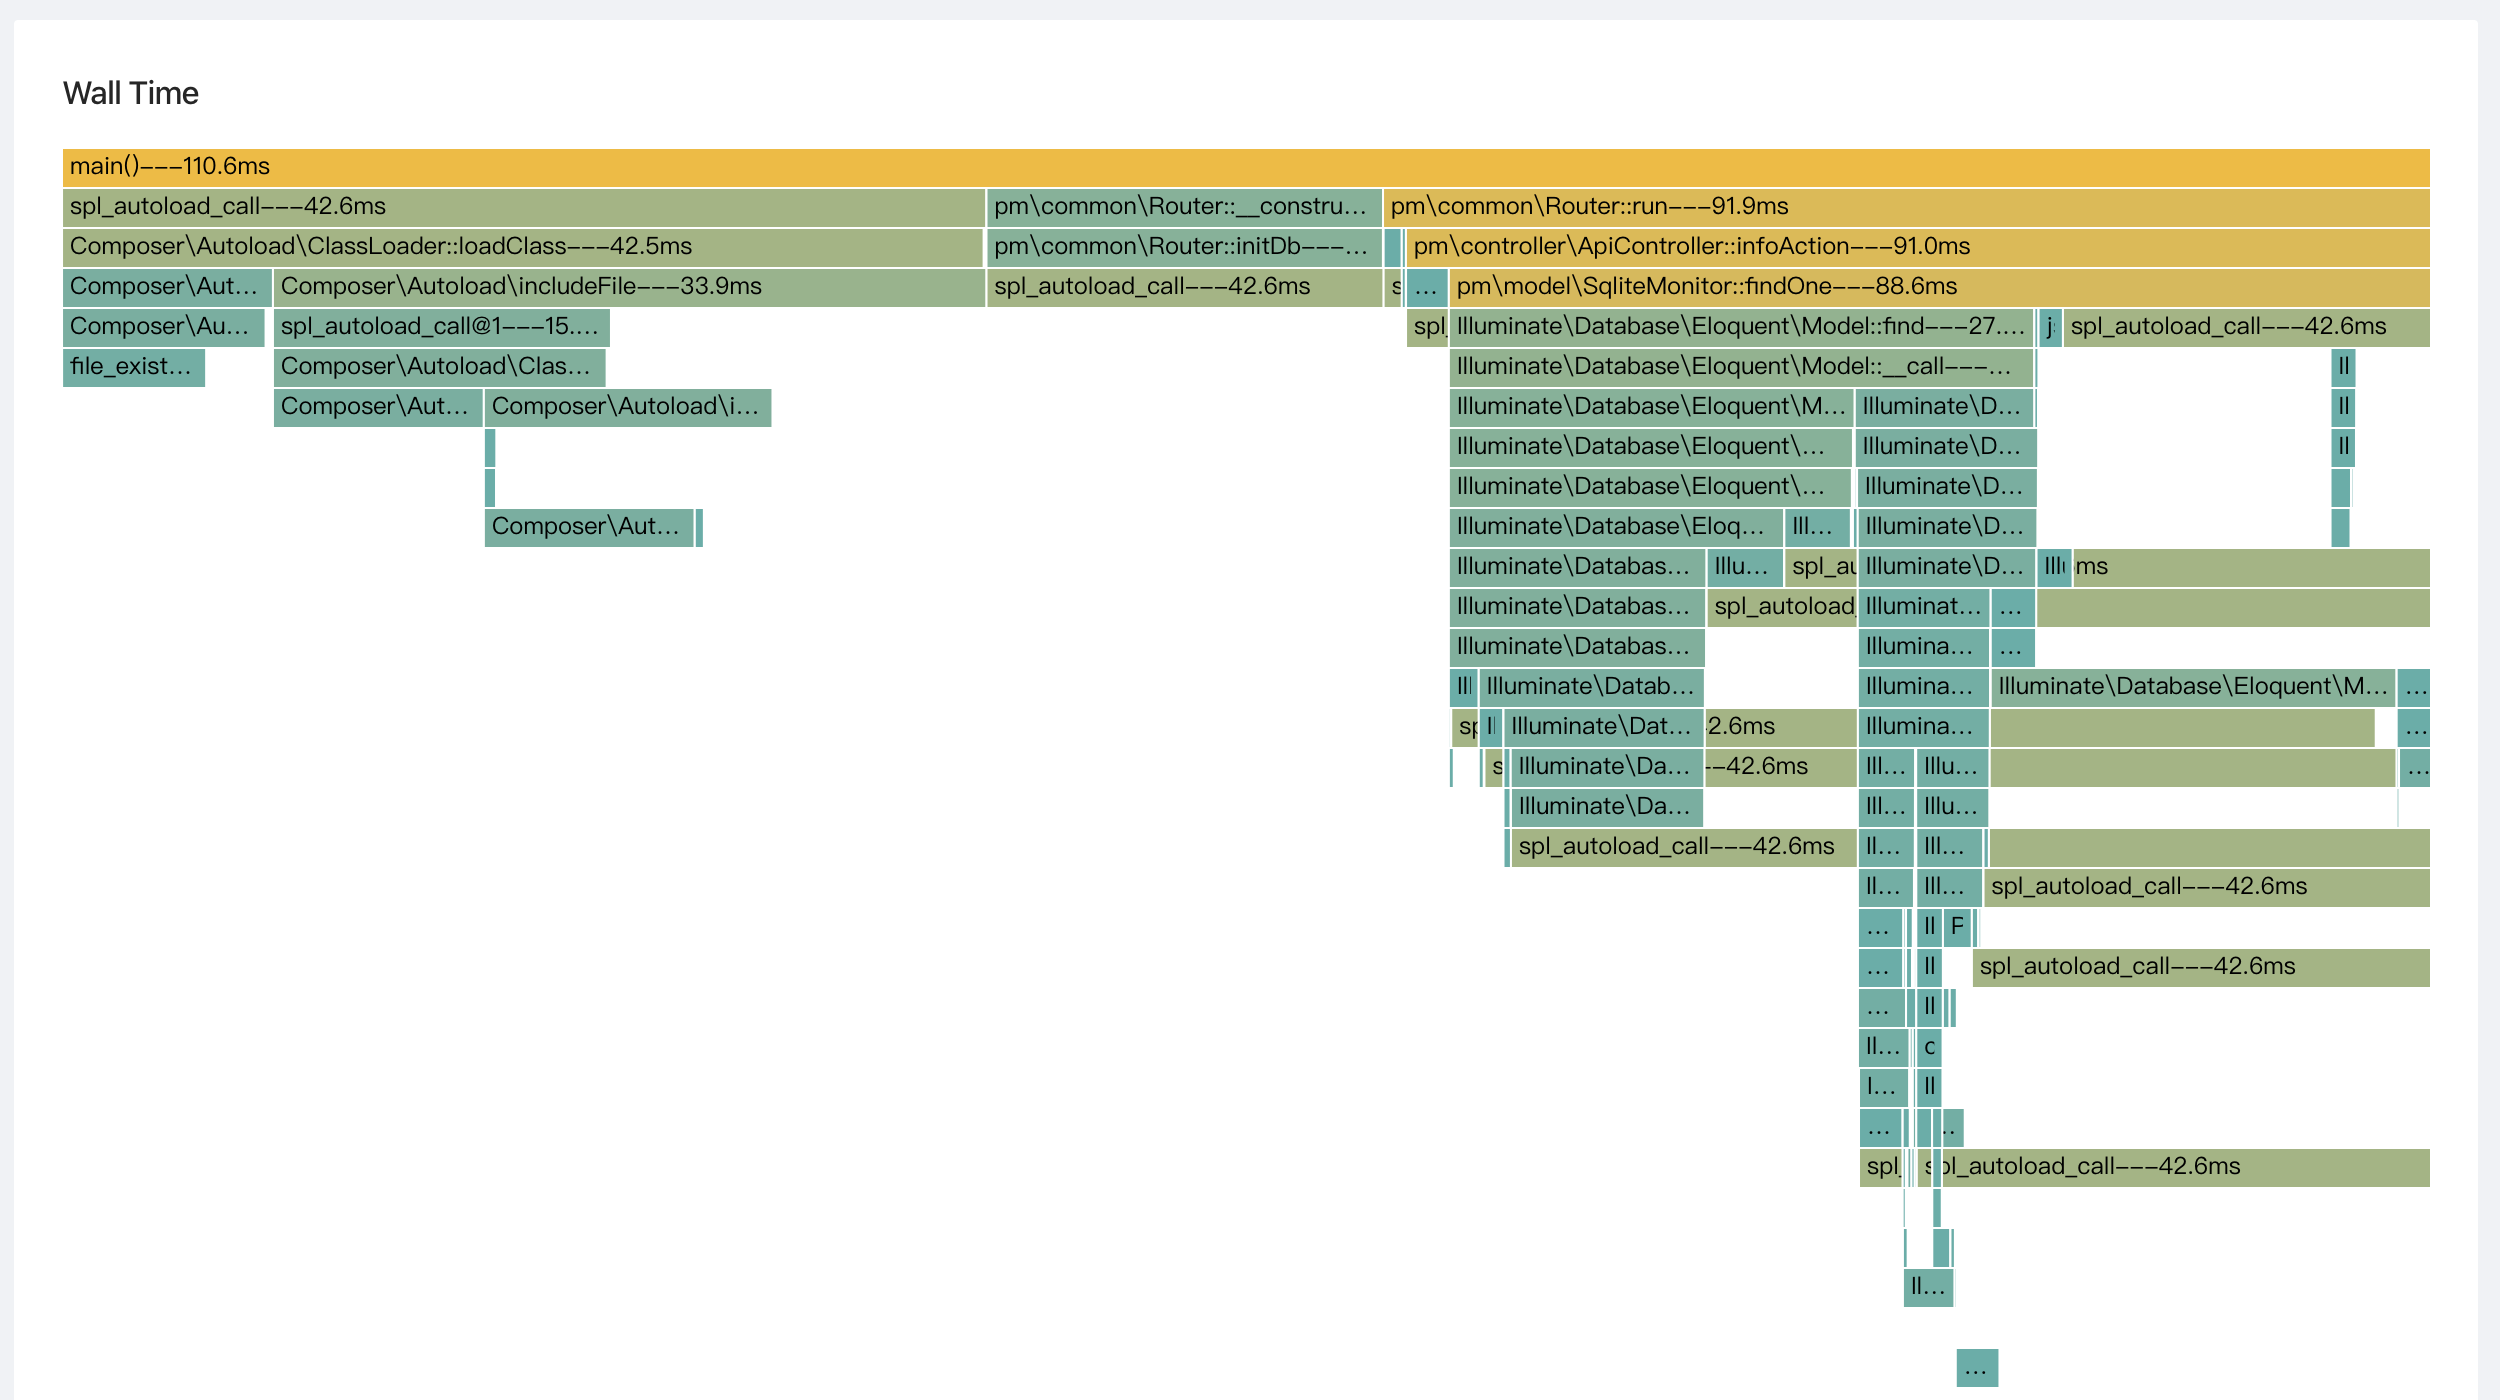 Wall Time
main()---110.6ms
spl_autoload_call---42.6ms pm\common\Router::__constru... pm\common\Router::run---91.9ms
Composer\Autoload\ClassLoader::loadClass---42.5ms pm\common\Router::initDb---... pm\controller\ApiController::infoAction---91.0ms
Composer\Aut... Composer\Autoload\includeFile---33.9ms spl_autoload_call---42.6ms s ... pm\model\SqliteMonitor::findOne---88.6ms
Composer\Au... spl_autoload_call@1---15.... spl Illuminate\Database\Eloquent\Model::find---27.... j spl_autoload_call---42.6ms
file_exist... Composer\Autoload\Clas... Illuminate\Database\Eloquent\Model::__call---... Il
Composer\Aut... Composer\Autoload\i... Illuminate\Database\Eloquent\M... Illuminate\D... Il
Illuminate\Database\Eloquent\... Illuminate\D... Il
Illuminate\Database\Eloquent\... Illuminate\D...
Composer\Aut... Illuminate\Database\Eloq... Ill... Illuminate\D...
Illuminate\Databas... Illu... spl_au Illuminate\D... Ill ms
Illuminate\Databas... spl_autoload Illuminat... ...
Illuminate\Databas... Illumina... ...
Ill Illuminate\Datab... Illumina... Illuminate\Database\Eloquent\M... ...
sp Il Illuminate\Dat... 2.6ms Illumina... ...
s Illuminate\Da... --42.6ms Ill... Illu... ...
Illuminate\Da... Ill... Illu...
spl_autoload_call---42.6ms Il... Ill...
Il... Ill... spl_autoload_call---42.6ms
... Il F
... Il spl_autoload_call---42.6ms
... Il
Il... c
I... Il
... ..
spl_ spl_autoload_call---42.6ms
Il...
...